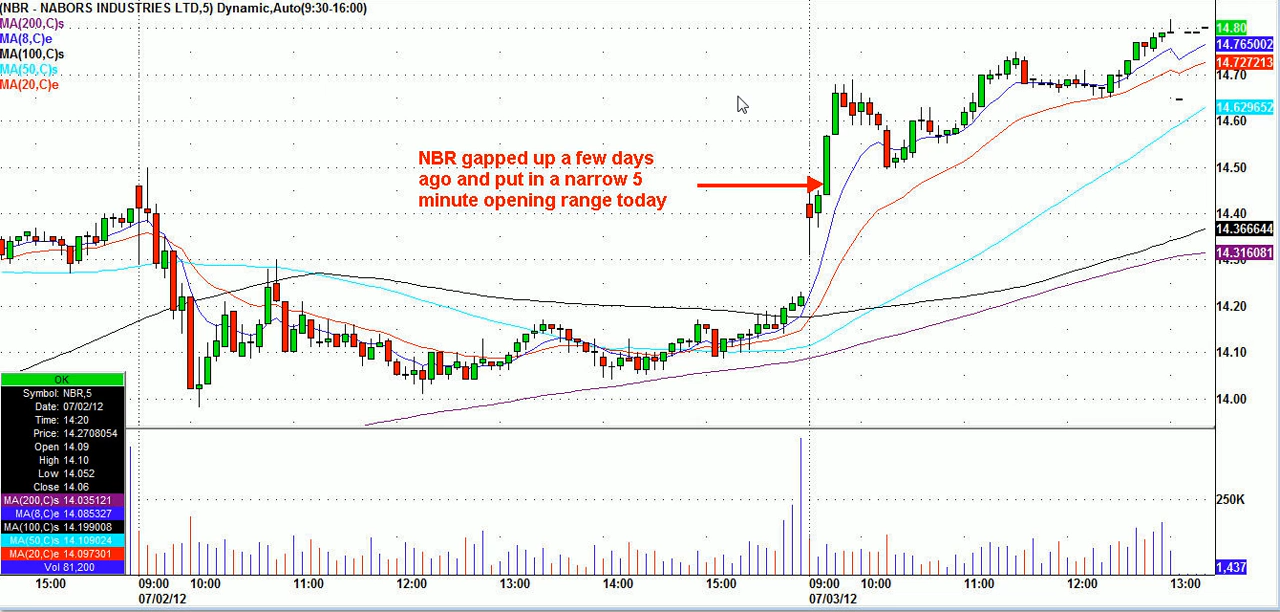 (NBR - NABORS INDUSTRIES LTD,5) Dynamic,Auto(9:30-16:00)
MA(200,C)s
MA(8,C)e
MA(100,C)s
MA(50,C)s
MA(20,C)e
14.80
14.765002
14.727213
14.70
14.629652
14.60
14.50
14.40
14.366644
14.316081
14.30
14.20
14.10
14.00
NBR gapped up a few days
ago and put in a narrow 5
minute opening range today
OK
Symbol: NBR,5
Date: 07/02/12
Time: 14:20
Price: 14.2708054
Open 14.09
High 14.10
Low 14.052
Close 14.06
MA(200,C)s 14.035121
MA(8,C)e 14.085327
MA(100,C)s 14.199008
MA(50,C)s 14.109024
MA(20,C)e 14.097301
Vol 81,200
250K
1,437
15:00 09:00 10:00 11:00 12:00 13:00 14:00 15:00 09:00 10:00 11:00 12:00 13:00
07/02/12 07/03/12